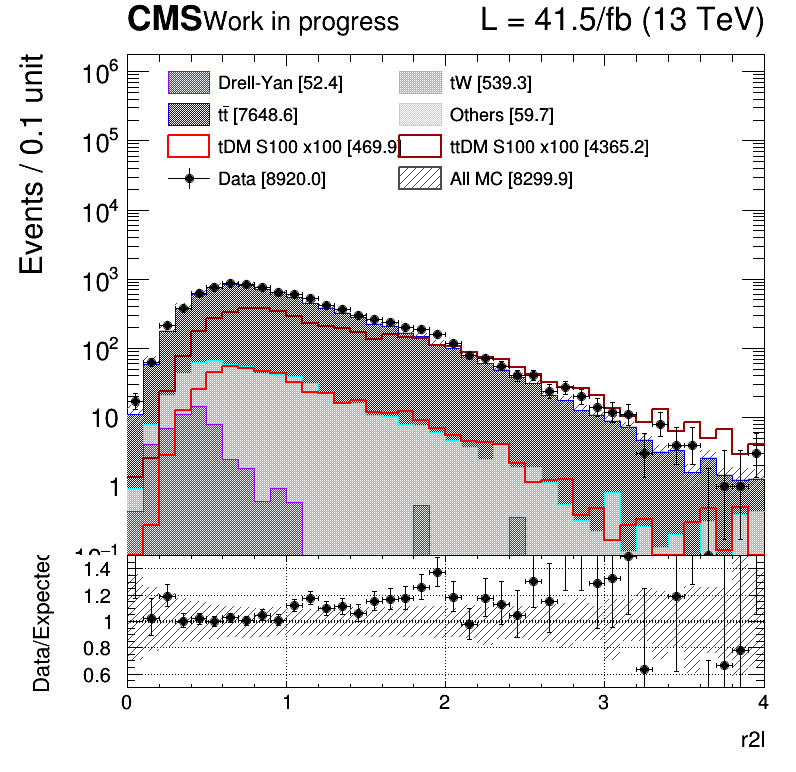 CMS Work in progress L = 41.5/fb (13 TeV)
Events / 0.1 unit
10⁶
10⁵
10⁴
10³
10²
10
1
10⁻¹
Drell-Yan [52.4]
tW [539.3]
tt̄ [7648.6]
Others [59.7]
tDM S100 x100 [469.9]
ttDM S100 x100 [4365.2]
Data [8920.0]
All MC [8299.9]
Data/Expected
1.4
1.2
1
0.8
0.6
0 1 2 3 4
r2l